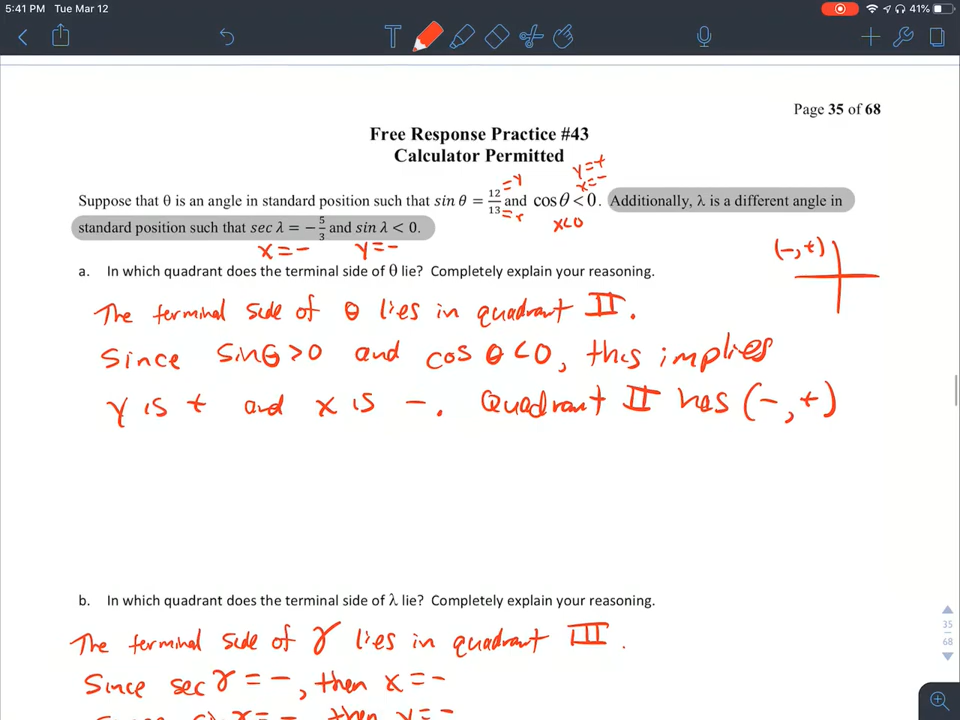 5:41 PM Tue Mar 12
41%
T
Page 35 of 68
Free Response Practice #43
Calculator Permitted
y=+
x=-
=y
Suppose that θ is an angle in standard position such that sin θ = 12/13 and cos θ < 0. Additionally, λ is a different angle in
=r
x<0
standard position such that sec λ = −5/3 and sin λ < 0.
x=- y=-
(-,+)
a. In which quadrant does the terminal side of θ lie? Completely explain your reasoning.
The terminal side of θ lies in quadrant II.
Since sinθ>0 and cos θ<0, this implies
y is + and x is -. Quadrant II has (-,+)
b. In which quadrant does the terminal side of λ lie? Completely explain your reasoning.
The terminal side of γ lies in quadrant III.
Since sec γ = -, then x=-
then y=-
35
68